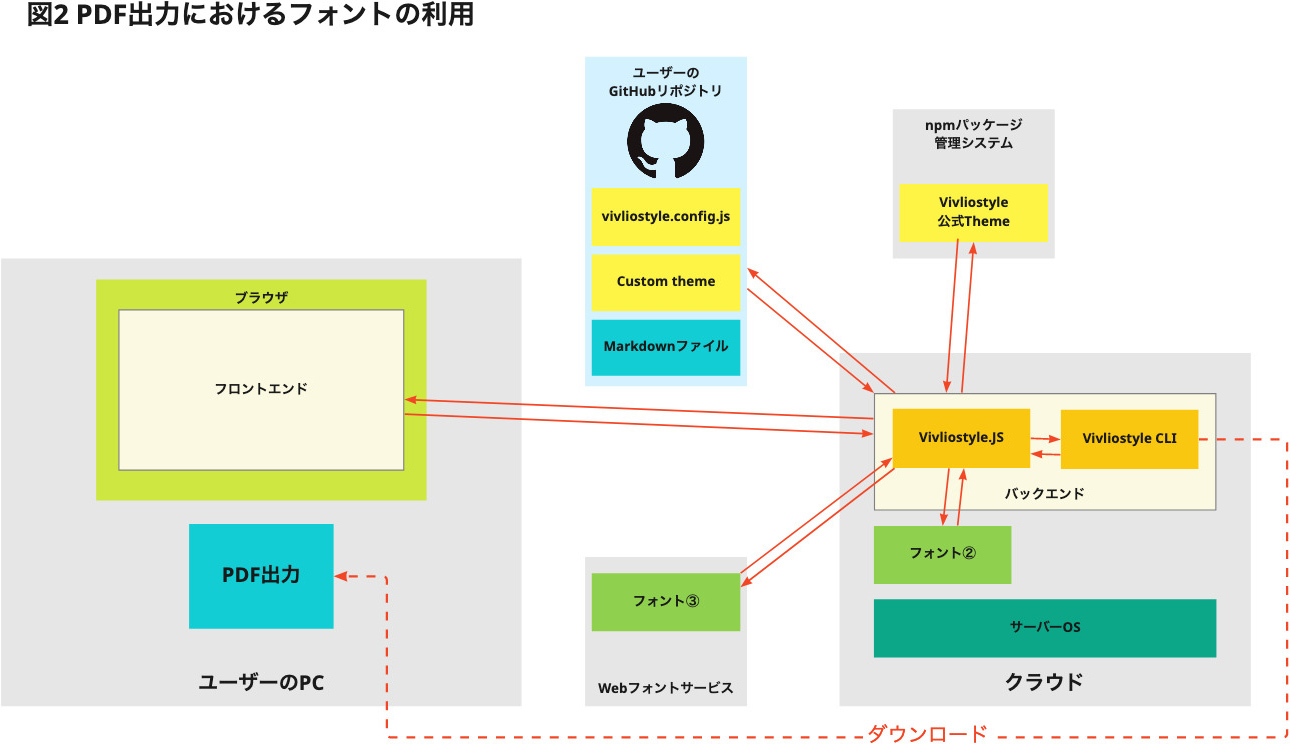 図2 PDF出力におけるフォントの利用
ユーザーの
GitHubリポジトリ
vivliostyle.config.js
Custom theme
Markdownファイル
npmパッケージ
管理システム
Vivliostyle
公式Theme
ブラウザ
フロントエンド
PDF出力
ユーザーのPC
Vivliostyle.JS
Vivliostyle CLI
バックエンド
フォント②
サーバーOS
クラウド
フォント③
Webフォントサービス
ダウンロード